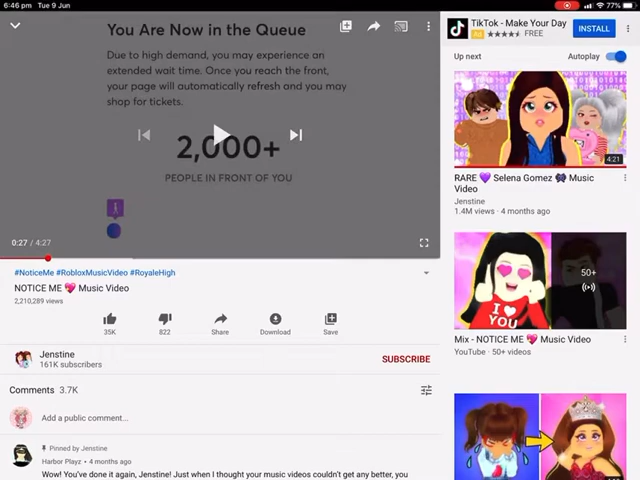 6:46 pm Tue 9 Jun
77%
You Are Now in the Queue
Due to high demand, you may experience an
extended wait time. Once you reach the front,
your page will automatically refresh and you may
shop for tickets.
2,000+
PEOPLE IN FRONT OF YOU
0:27 / 4:27
#NoticeMe #RobloxMusicVideo #RoyaleHigh
NOTICE ME 💖 Music Video
2,210,289 views
35K
822
Share
Download
Save
Jenstine
161K subscribers
SUBSCRIBE
Comments 3.7K
Add a public comment...
Pinned by Jenstine
Harbor Playz • 4 months ago
Wow! You've done it again, Jenstine! Just when I thought your music videos couldn't get any better, you
TikTok - Make Your Day
Ad
FREE
INSTALL
Up next
Autoplay
4:21
RARE 💜 Selena Gomez 🎀 Music
Video
Jenstine
1.4M views · 4 months ago
I ♥
YOU
50+
Mix - NOTICE ME 💖 Music Video
YouTube · 50+ videos